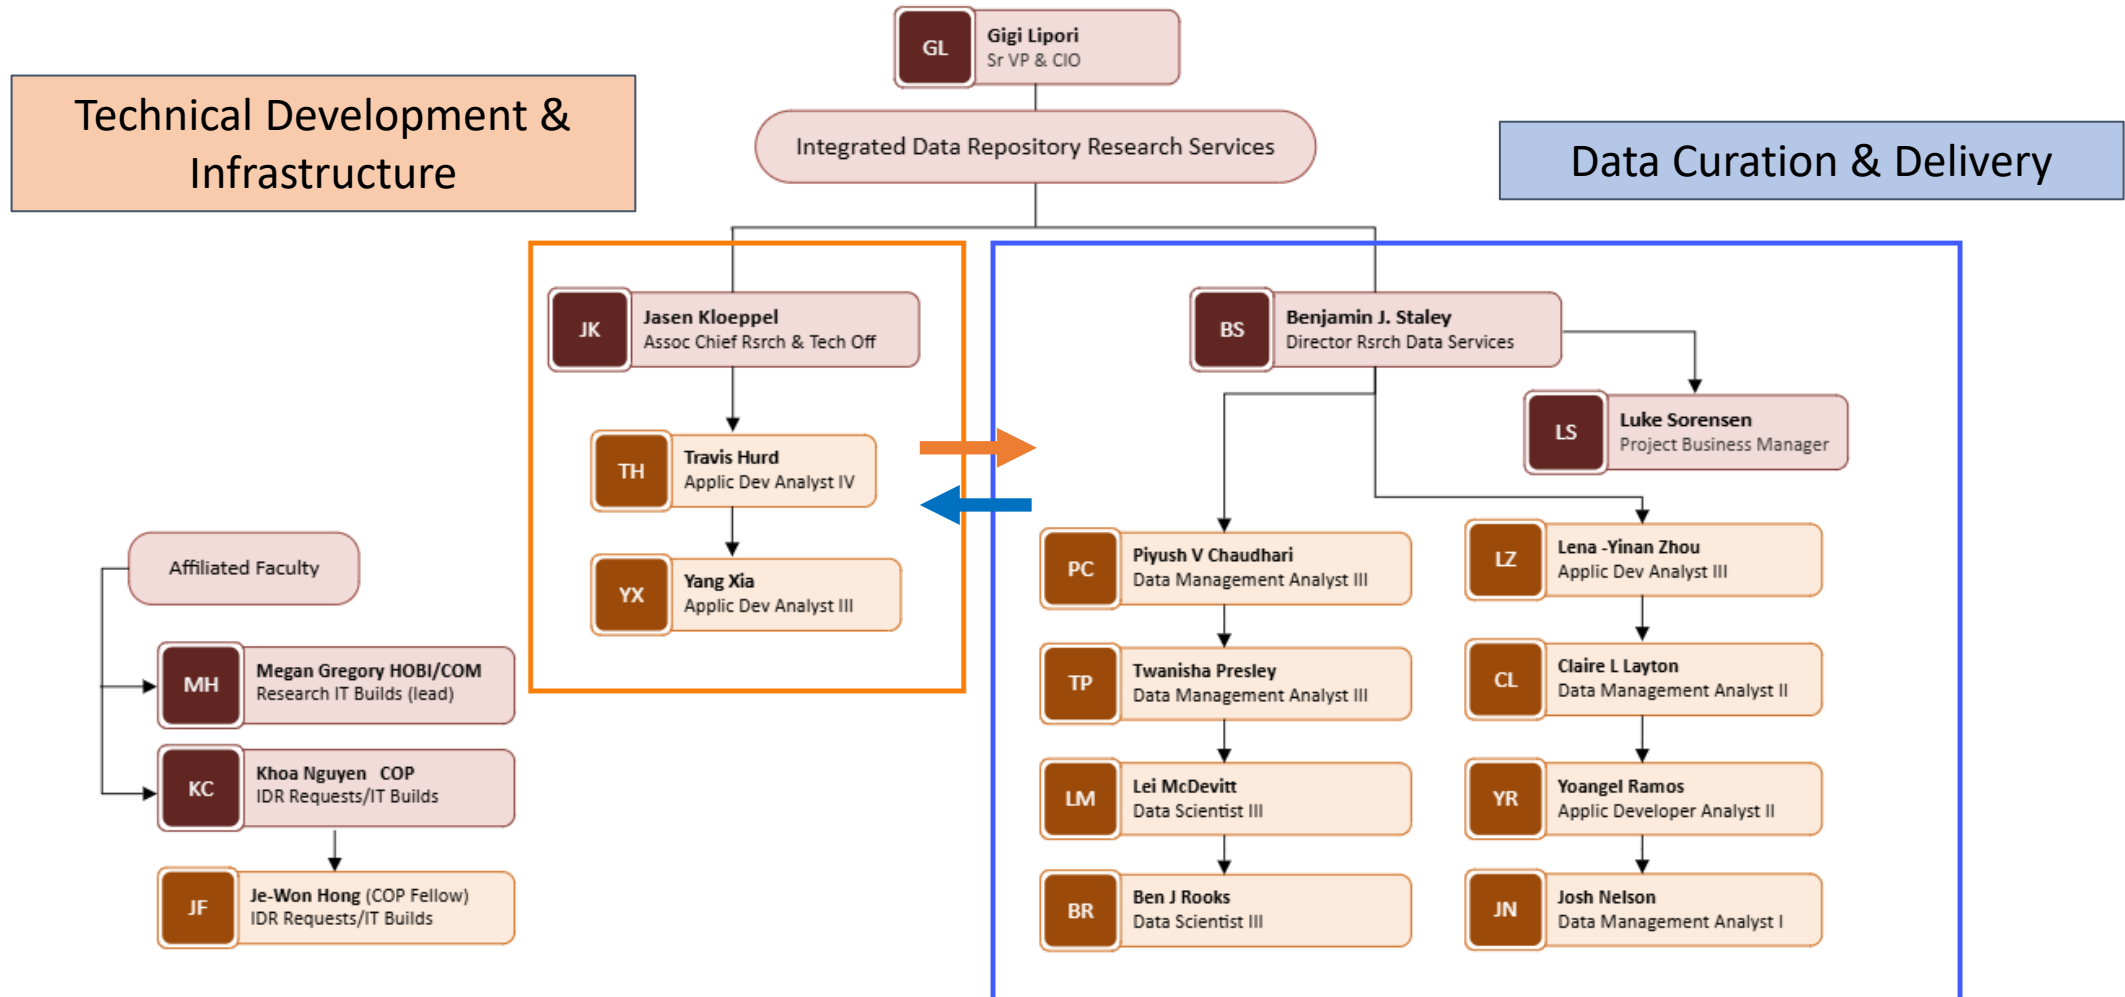 GL
Gigi Lipori
Sr VP & CIO
Technical Development &
Infrastructure
Integrated Data Repository Research Services
Data Curation & Delivery
JK
Jasen Kloeppel
Assoc Chief Rsrch & Tech Off
BS
Benjamin J. Staley
Director Rsrch Data Services
LS
Luke Sorensen
Project Business Manager
TH
Travis Hurd
Applic Dev Analyst IV
YX
Yang Xia
Applic Dev Analyst III
PC
Piyush V Chaudhari
Data Management Analyst III
TP
Twanisha Presley
Data Management Analyst III
LM
Lei McDevitt
Data Scientist III
BR
Ben J Rooks
Data Scientist III
LZ
Lena -Yinan Zhou
Applic Dev Analyst III
CL
Claire L Layton
Data Management Analyst II
YR
Yoangel Ramos
Applic Developer Analyst II
JN
Josh Nelson
Data Management Analyst I
Affiliated Faculty
MH
Megan Gregory HOBI/COM
Research IT Builds (lead)
KC
Khoa Nguyen COP
IDR Requests/IT Builds
JF
Je-Won Hong (COP Fellow)
IDR Requests/IT Builds